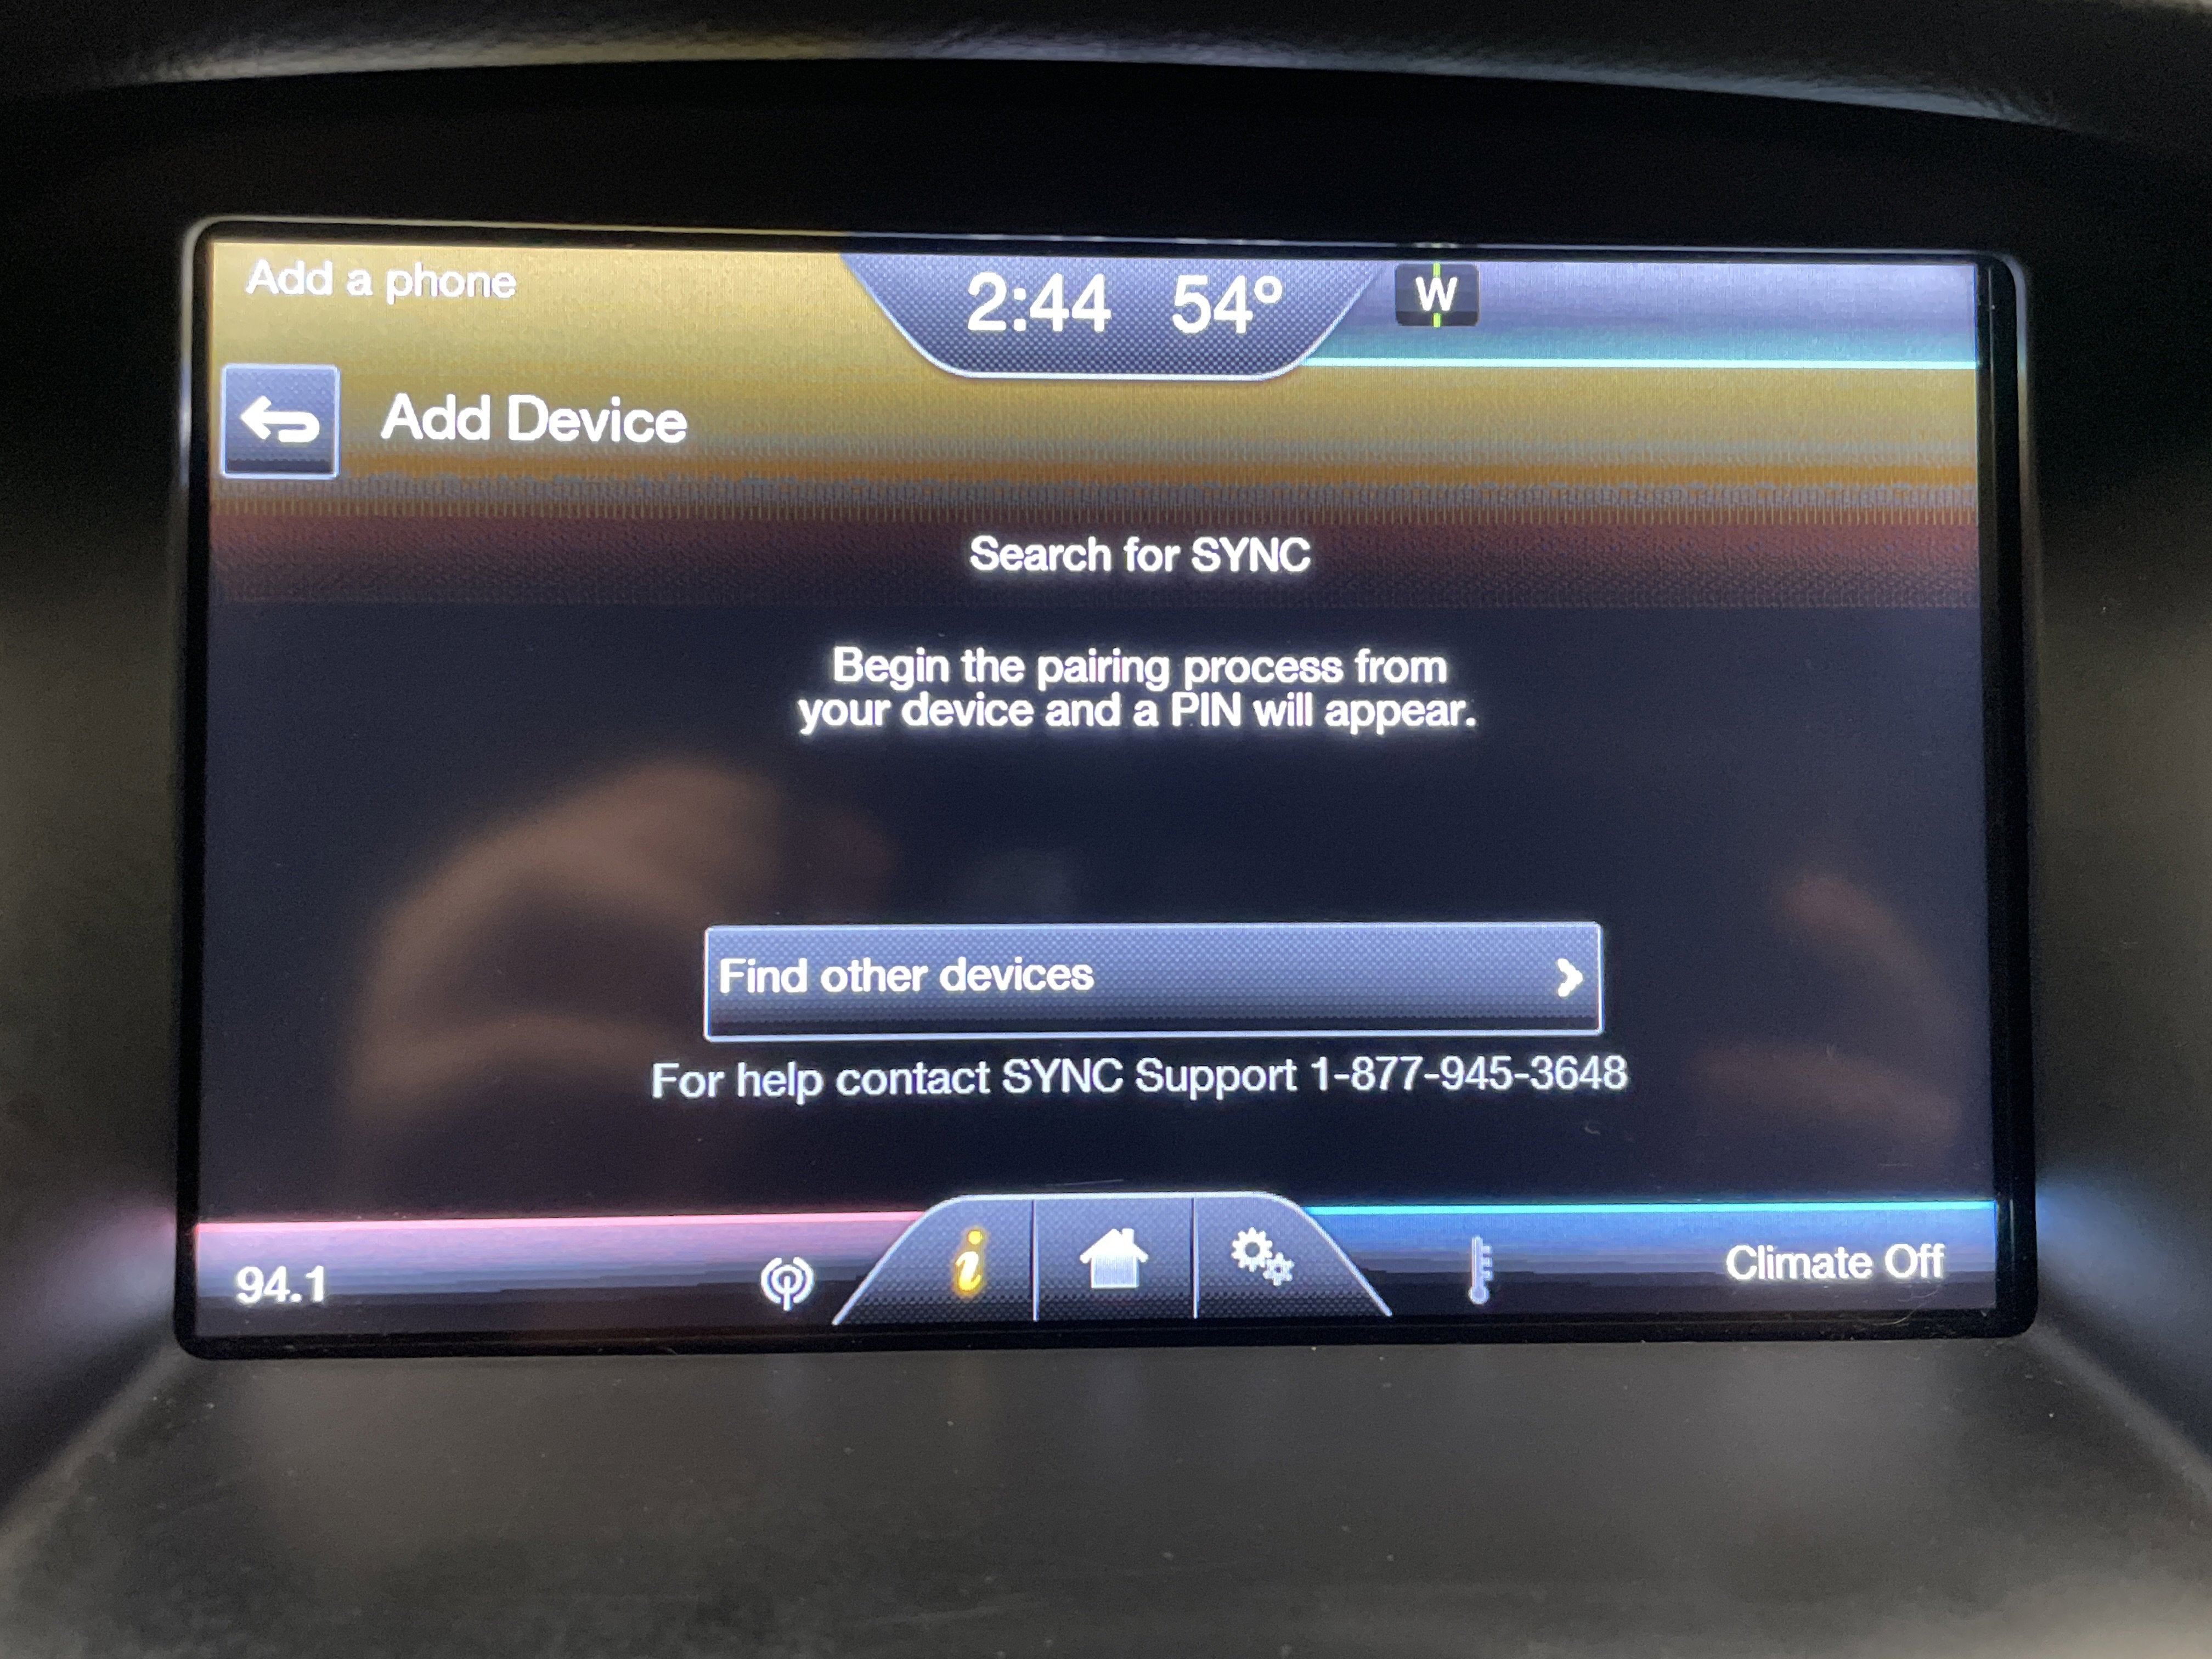 Add a phone
2:44 54° W
Add Device
Search for SYNC
Begin the pairing process from
your device and a PIN will appear.
Find other devices
For help contact SYNC Support 1-877-945-3648
94.1
i
Climate Off